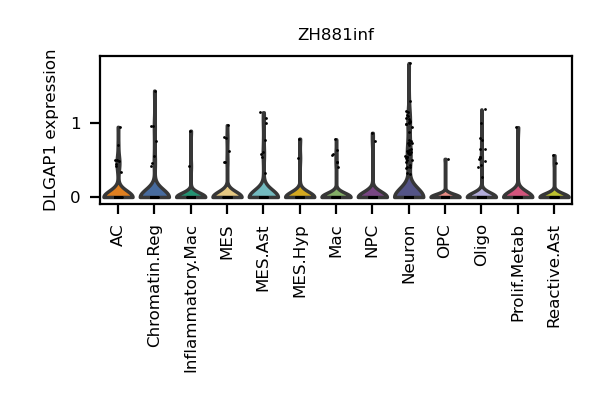 ZH881inf
DLGAP1 expression
1
0
AC
Chromatin.Reg
Inflammatory.Mac
MES
MES.Ast
MES.Hyp
Mac
NPC
Neuron
OPC
Oligo
Prolif.Metab
Reactive.Ast